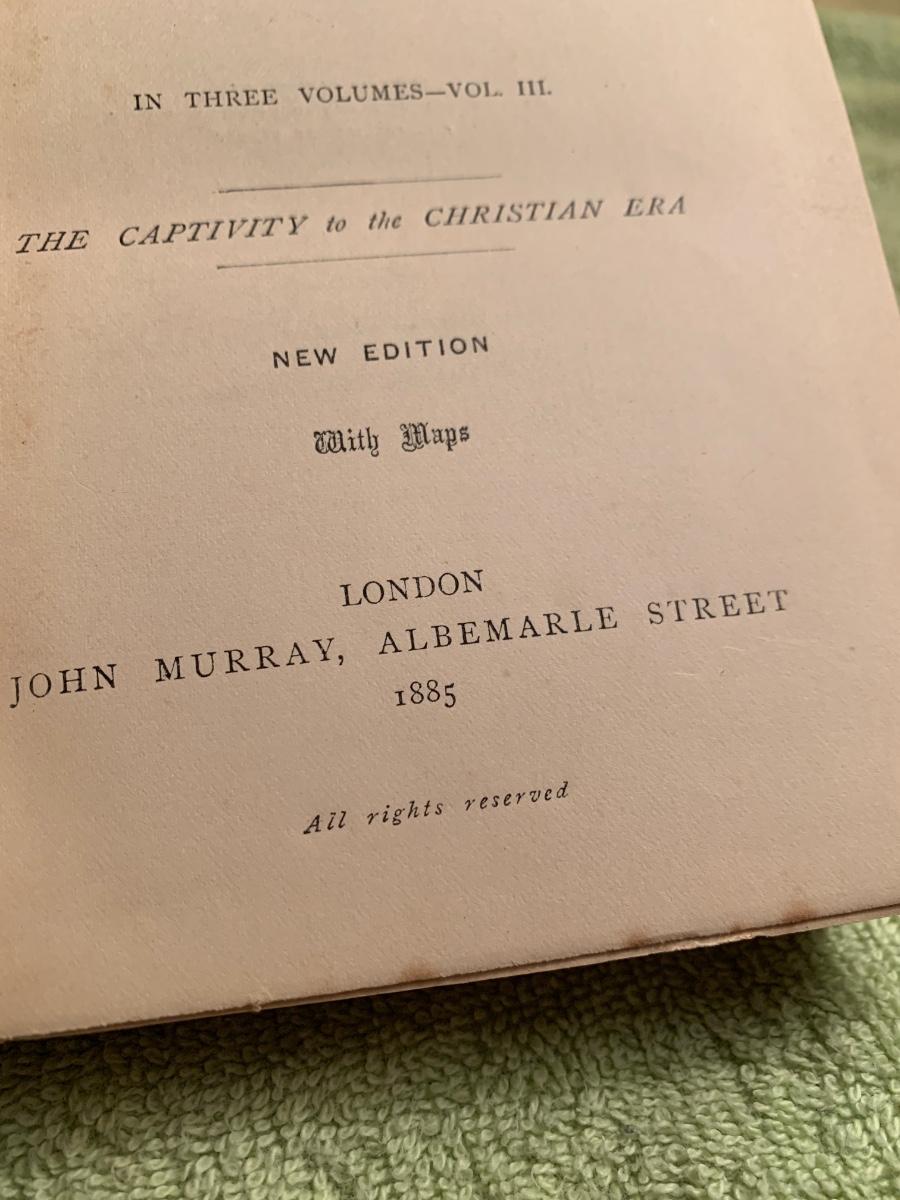 IN THREE VOLUMES—VOL. III.
THE CAPTIVITY to the CHRISTIAN ERA
NEW EDITION
With Maps
LONDON
JOHN MURRAY, ALBEMARLE STREET
1885
All rights reserved